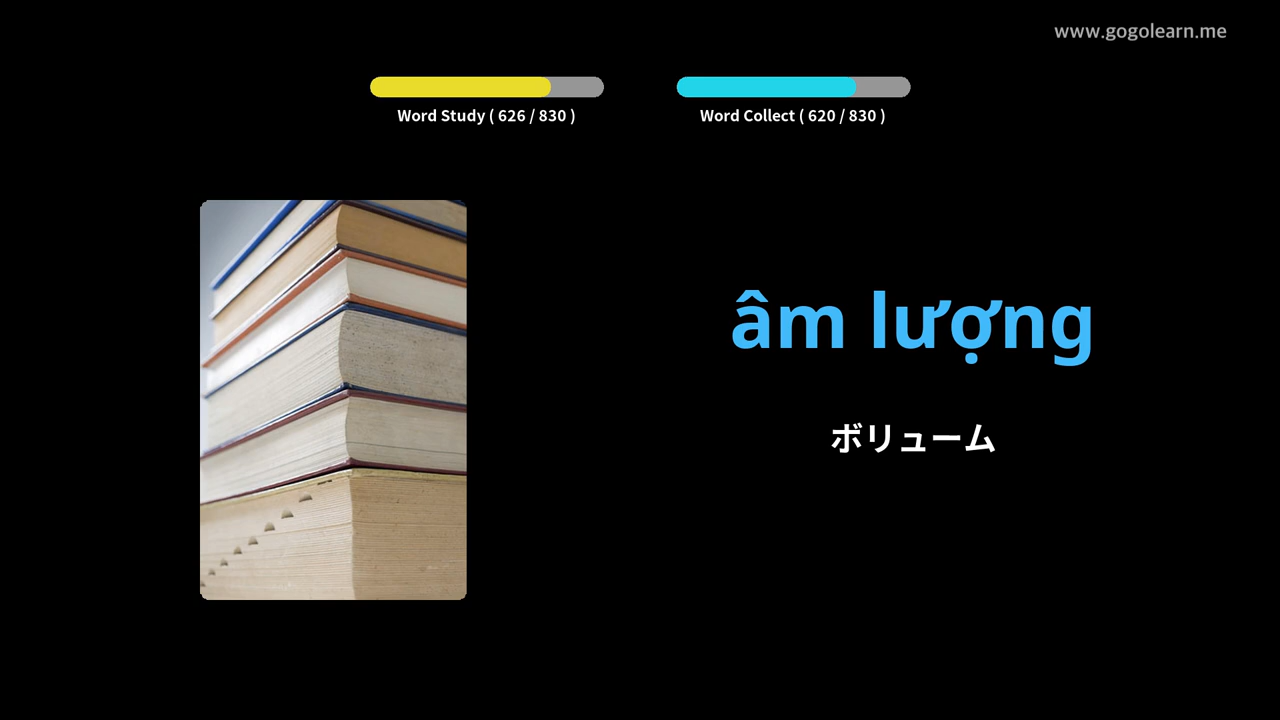 www.gogolearn.me
Word Study ( 626 / 830 )
Word Collect ( 620 / 830 )
âm lượng
ボリューム